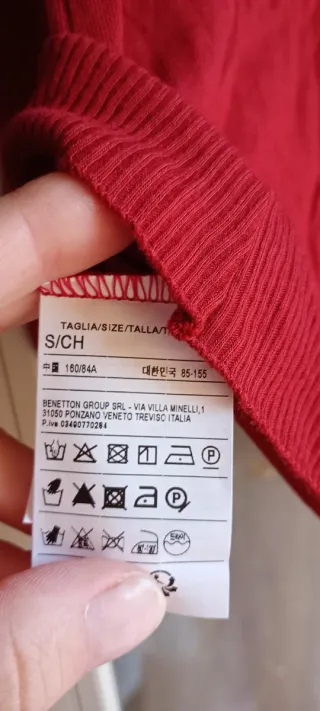 TAGLIA/SIZE/TALLA/T
S/CH
中国 160/84A 대한민국 85-155
BENETTON GROUP SRL - VIA VILLA MINELLI,1
31050 PONZANO VENETO TREVISO ITALIA
P.iva 03490770264
P
P